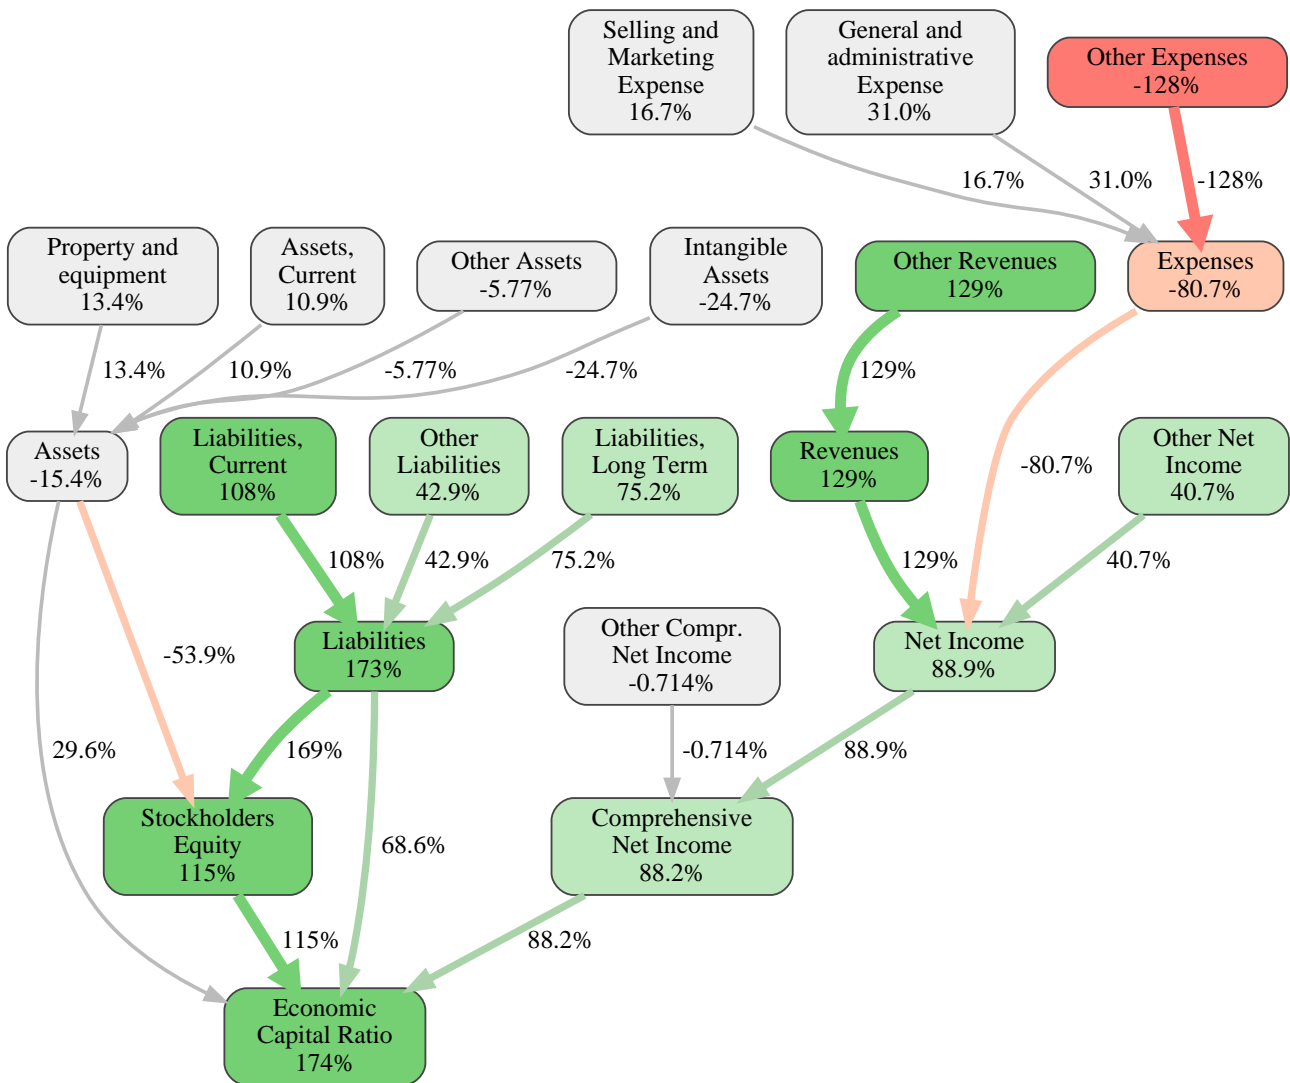 Selling and
Marketing
Expense
16.7%
General and
administrative
Expense
31.0%
Other Expenses
-128%
16.7%
31.0%
-128%
Property and
equipment
13.4%
Assets,
Current
10.9%
Other Assets
-5.77%
Intangible
Assets
-24.7%
Other Revenues
129%
Expenses
-80.7%
13.4%
10.9%
-5.77%
-24.7%
129%
Assets
-15.4%
Liabilities,
Current
108%
Other
Liabilities
42.9%
Liabilities,
Long Term
75.2%
Revenues
129%
-80.7%
Other Net
Income
40.7%
108%
42.9%
75.2%
129%
40.7%
-53.9%
Liabilities
173%
Other Compr.
Net Income
-0.714%
Net Income
88.9%
29.6%
169%
-0.714%
88.9%
Stockholders
Equity
115%
68.6%
Comprehensive
Net Income
88.2%
115%
88.2%
Economic
Capital Ratio
174%